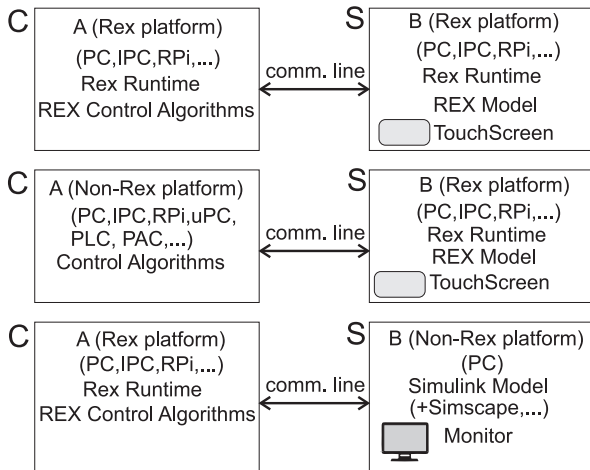 C
A (Rex platform)
(PC,IPC,RPi,...)
Rex Runtime
REX Control Algorithms
comm. line
S
B (Rex platform)
(PC,IPC,RPi,...)
Rex Runtime
REX Model
TouchScreen
C
A (Non-Rex platform)
(PC,IPC,RPi,uPC,
PLC, PAC,...)
Control Algorithms
comm. line
S
B (Rex platform)
(PC,IPC,RPi,...)
Rex Runtime
REX Model
TouchScreen
C
A (Rex platform)
(PC,IPC,RPi,...)
Rex Runtime
REX Control Algorithms
comm. line
S
B (Non-Rex platform)
(PC)
Simulink Model
(+Simscape,...)
Monitor